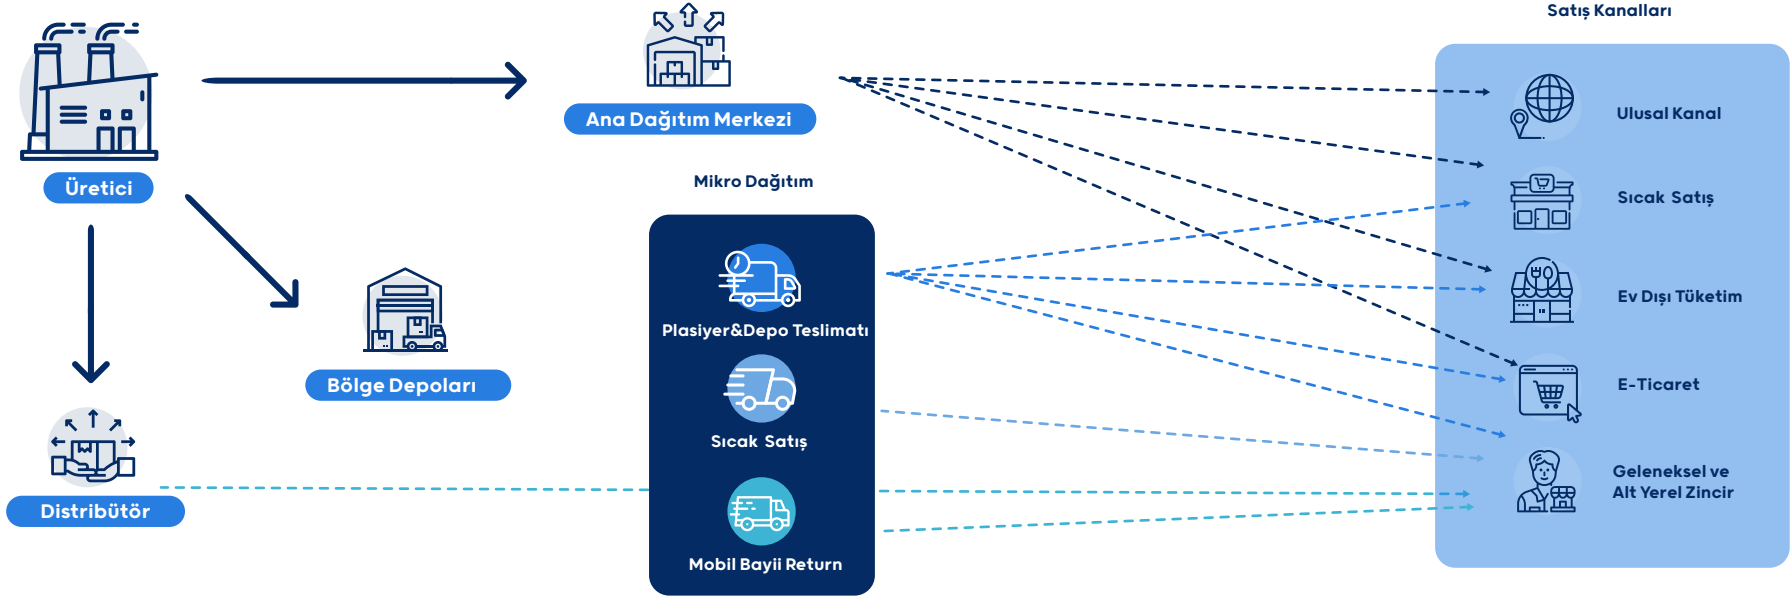 Satış Kanalları
Ana Dağıtım Merkezi
Üretici
Mikro Dağıtım
Bölge Depoları
Distribütör
Plasiyer&Depo Teslimatı
Sıcak Satış
Mobil Bayii Return
Ulusal Kanal
Sıcak Satış
Ev Dışı Tüketim
E-Ticaret
Geleneksel ve
Alt Yerel Zincir